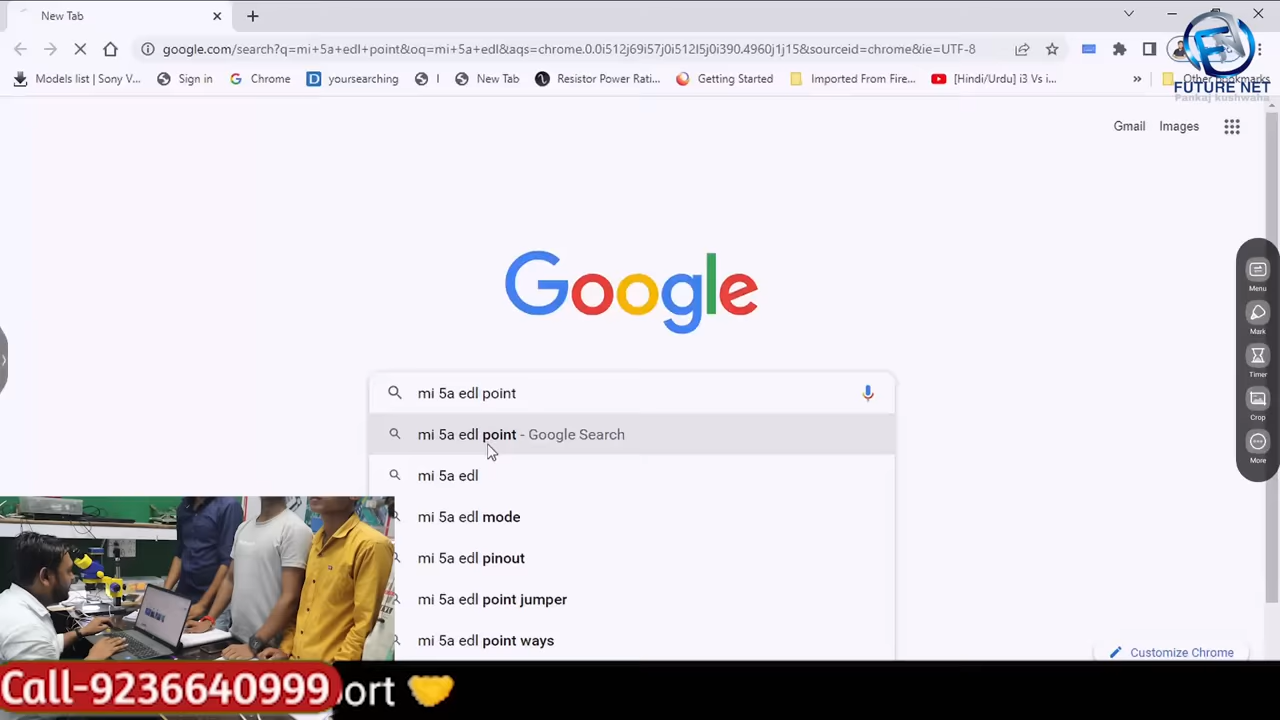 New Tab
google.com/search?q=mi+5a+edl+point&oq=mi+5a+edl&aqs=chrome.0.0i512j69i57j0i512l5j0i390.4960j1j15&sourceid=chrome&ie=UTF-8
Models list | Sony V...
Sign in
Chrome
yoursearching
I
New Tab
Resistor Power Rati...
Getting Started
Imported From Fire...
[Hindi/Urdu] i3 Vs i...
Other bookmarks
FUTURE NET
Pankaj kushwaha
Gmail
Images
Google
mi 5a edl point
mi 5a edl point - Google Search
mi 5a edl
mi 5a edl mode
mi 5a edl pinout
mi 5a edl point jumper
mi 5a edl point ways
Menu
Mark
Timer
Crop
More
Customize Chrome
Call-9236640999
ort 🤝